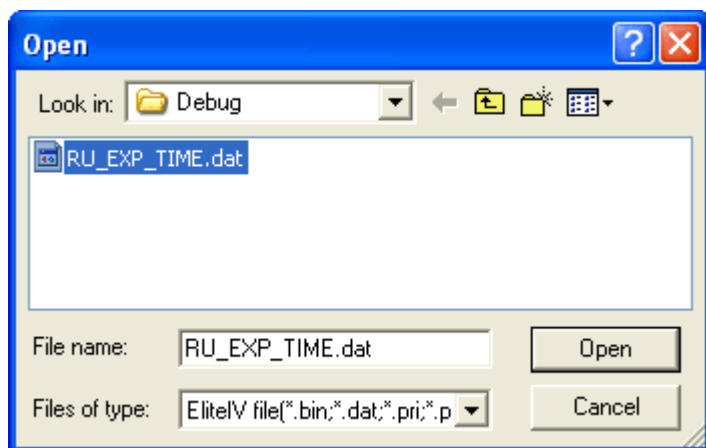 Open
Look in: Debug
RU_EXP_TIME.dat
File name: RU_EXP_TIME.dat Open
Files of type: EliteIV file(*.bin;*.dat;*.pri;*.p Cancel